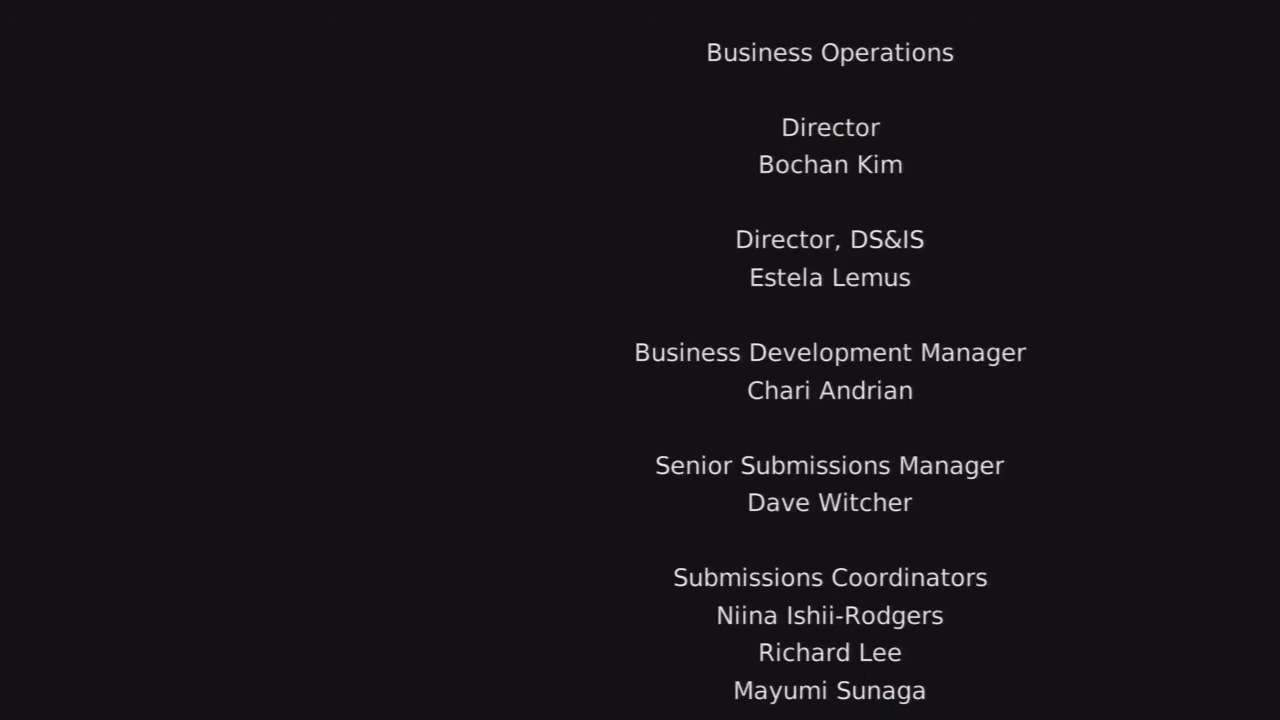 Business Operations
Director
Bochan Kim
Director, DS&IS
Estela Lemus
Business Development Manager
Chari Andrian
Senior Submissions Manager
Dave Witcher
Submissions Coordinators
Niina Ishii-Rodgers
Richard Lee
Mayumi Sunaga